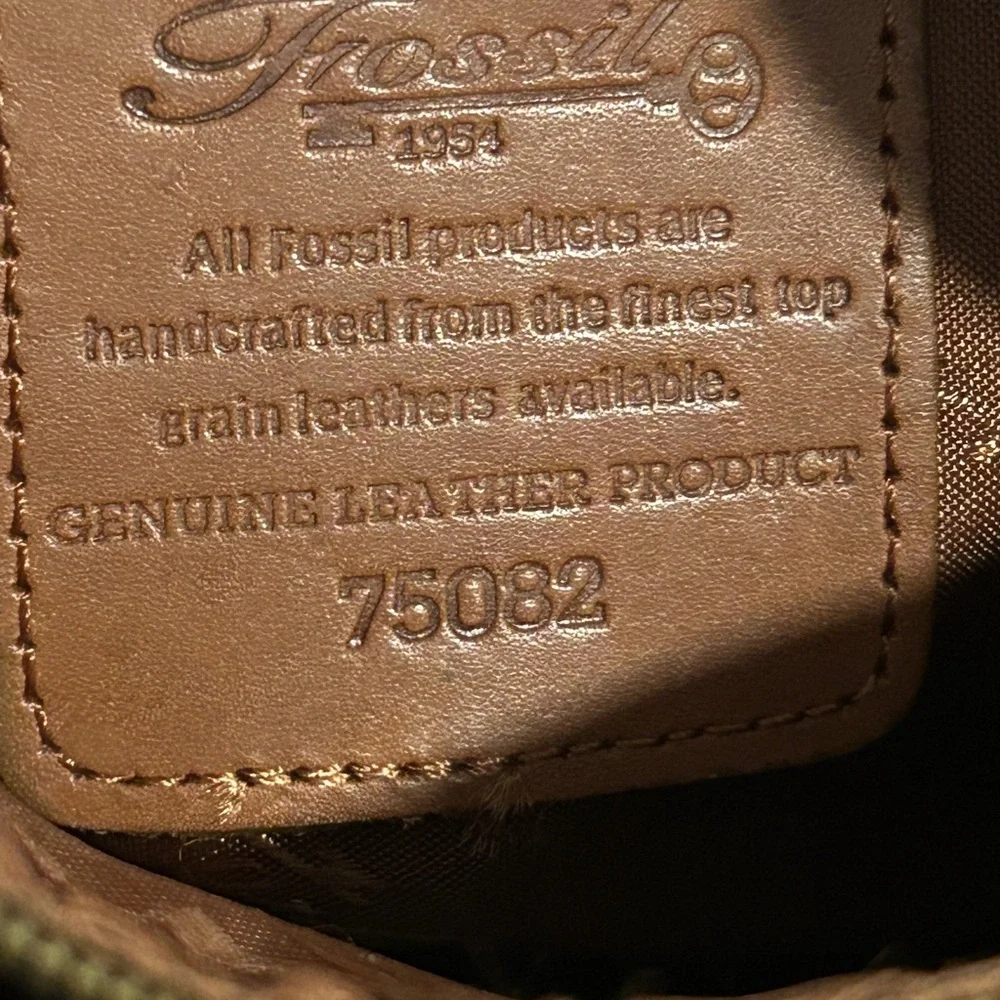 Fossil
1954
All Fossil products are
handcrafted from the finest top
grain leathers available.
GENUINE LEATHER PRODUCT
75082